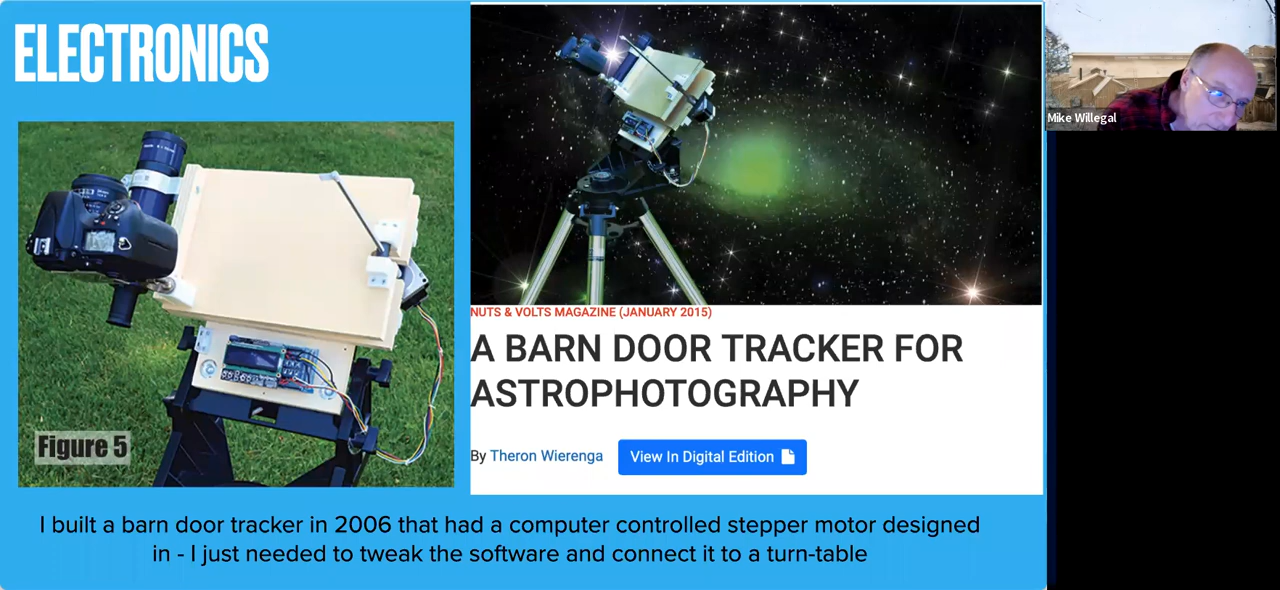 ELECTRONICS
Figure 5
NUTS & VOLTS MAGAZINE (JANUARY 2015)
A BARN DOOR TRACKER FOR
ASTROPHOTOGRAPHY
By Theron Wierenga
View In Digital Edition
I built a barn door tracker in 2006 that had a computer controlled stepper motor designed
in - I just needed to tweak the software and connect it to a turn-table
Mike Willegal